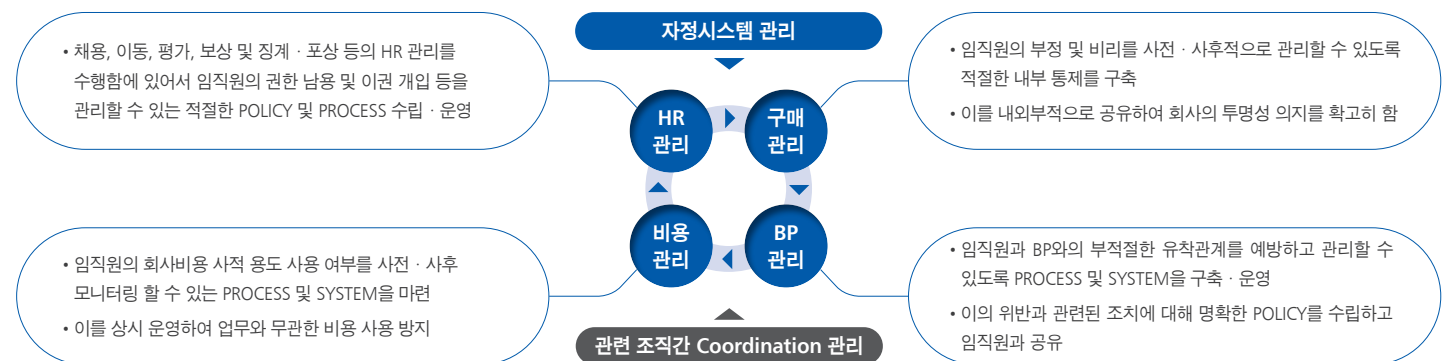 자정시스템 관리
• 채용, 이동, 평가, 보상 및 징계 · 포상 등의 HR 관리를
수행함에 있어서 임직원의 권한 남용 및 이권 개입 등을
관리할 수 있는 적절한 POLICY 및 PROCESS 수립 · 운영
• 임직원의 부정 및 비리를 사전 · 사후적으로 관리할 수 있도록
적절한 내부 통제를 구축
• 이를 내외부적으로 공유하여 회사의 투명성 의지를 확고히 함
HR
관리
구매
관리
비용
관리
BP
관리
• 임직원의 회사비용 사적 용도 사용 여부를 사전 · 사후
모니터링 할 수 있는 PROCESS 및 SYSTEM을 마련
• 이를 상시 운영하여 업무와 무관한 비용 사용 방지
• 임직원과 BP와의 부적절한 유착관계를 예방하고 관리할 수
있도록 PROCESS 및 SYSTEM을 구축 · 운영
• 이의 위반과 관련된 조치에 대해 명확한 POLICY를 수립하고
임직원과 공유
관련 조직간 Coordination 관리